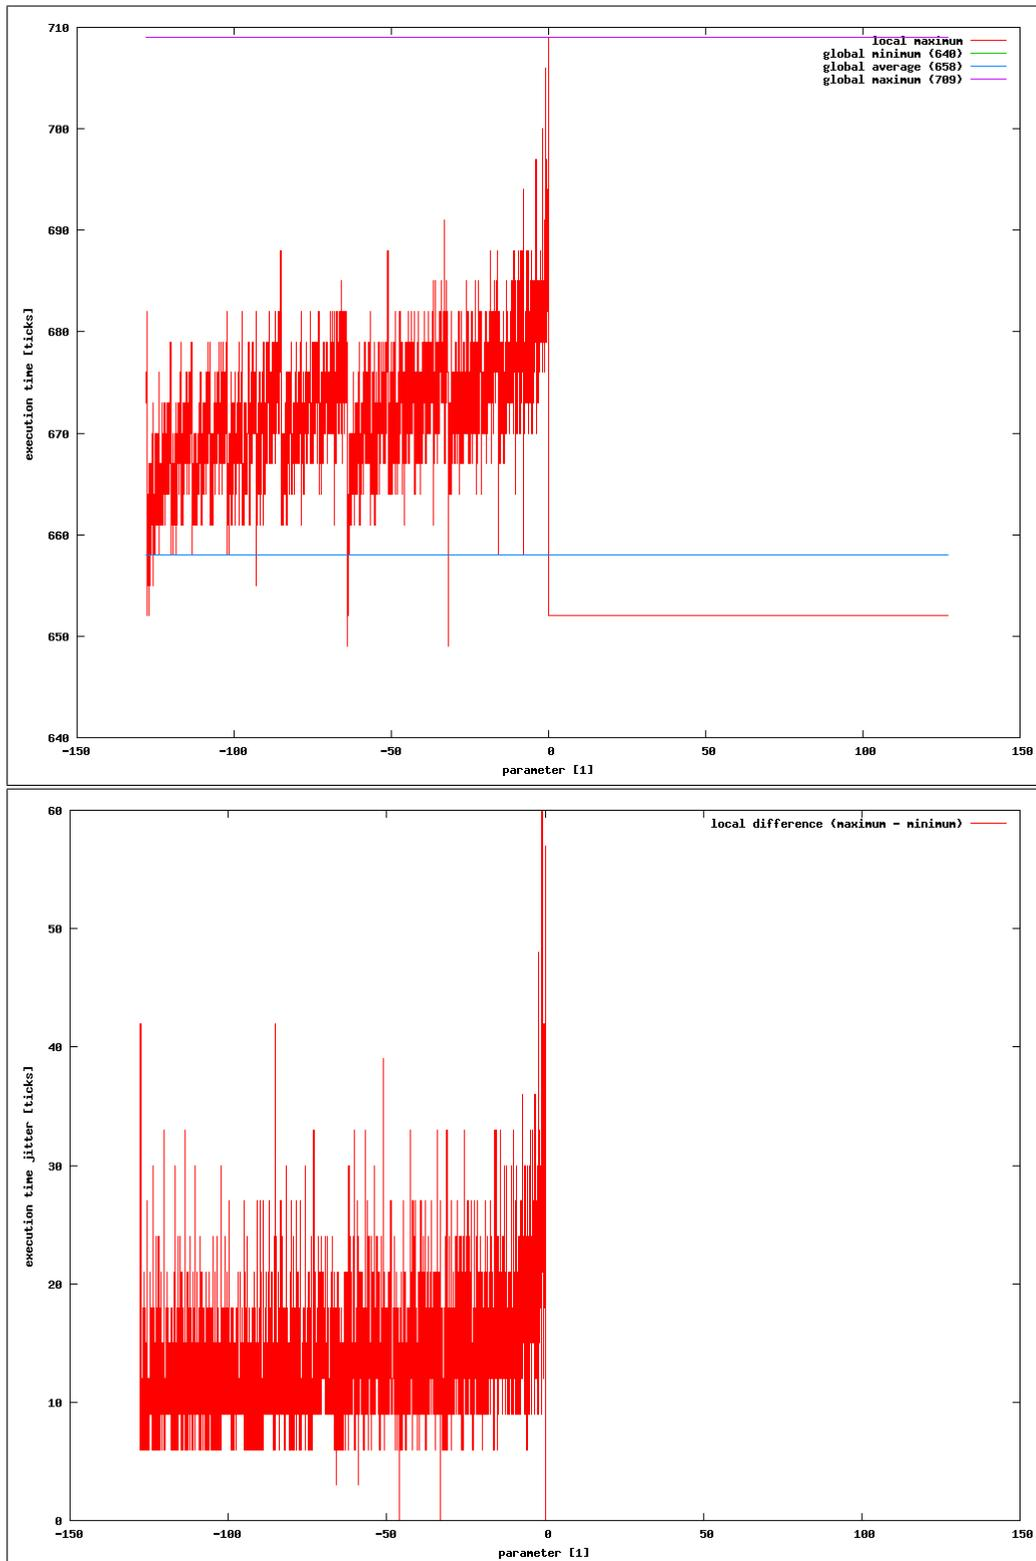 710
local maximum
global minimum (640)
global average (658)
global maximum (709)
700
690
680
execution time [ticks]
670
660
650
640
-150 -100 -50 0 50 100 150
parameter [1]
60
local difference (maximum - minimum)
50
40
execution time jitter [ticks]
30
20
10
0
-150 -100 -50 0 50 100 150
parameter [1]